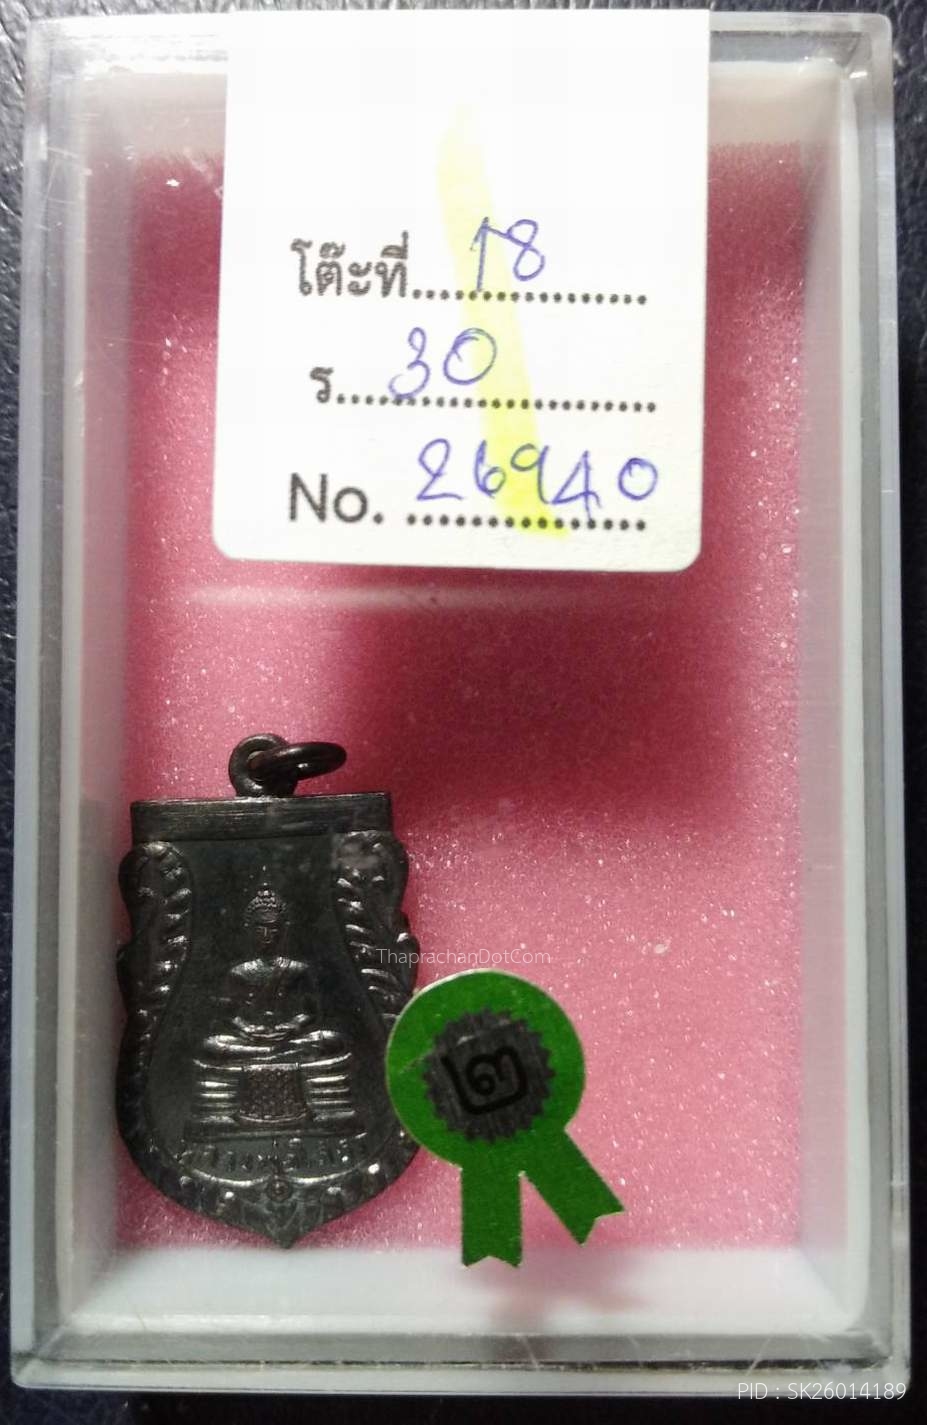 โต๊ะที่ 18
ร 30
No. 26940
ThaprachanDotCom
๒
PID : SK26014189